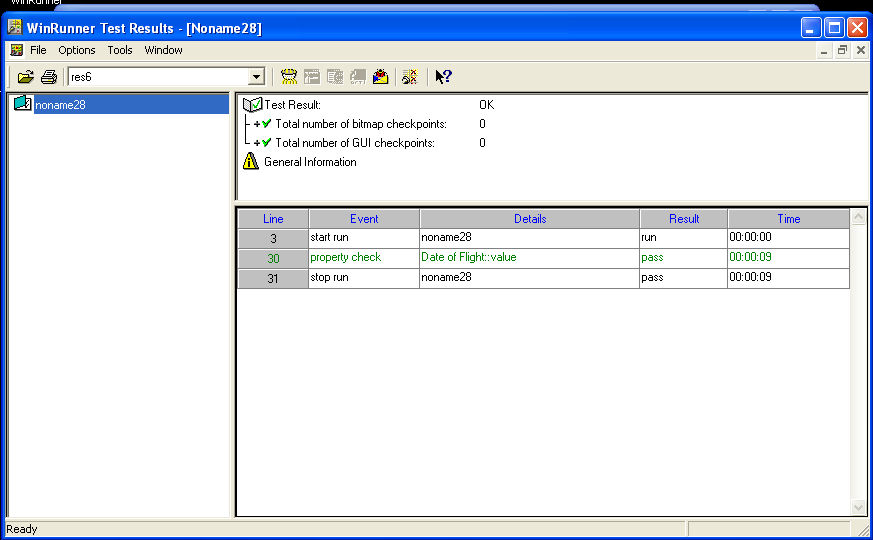 WinRunner
WinRunner Test Results - [Noname28]
File Options Tools Window
res6
noname28
Test Result: OK
Total number of bitmap checkpoints: 0
Total number of GUI checkpoints: 0
General Information
Line Event Details Result Time
3 start run noname28 run 00:00:00
30 property check Date of Flight::value pass 00:00:09
31 stop run noname28 pass 00:00:09
Ready